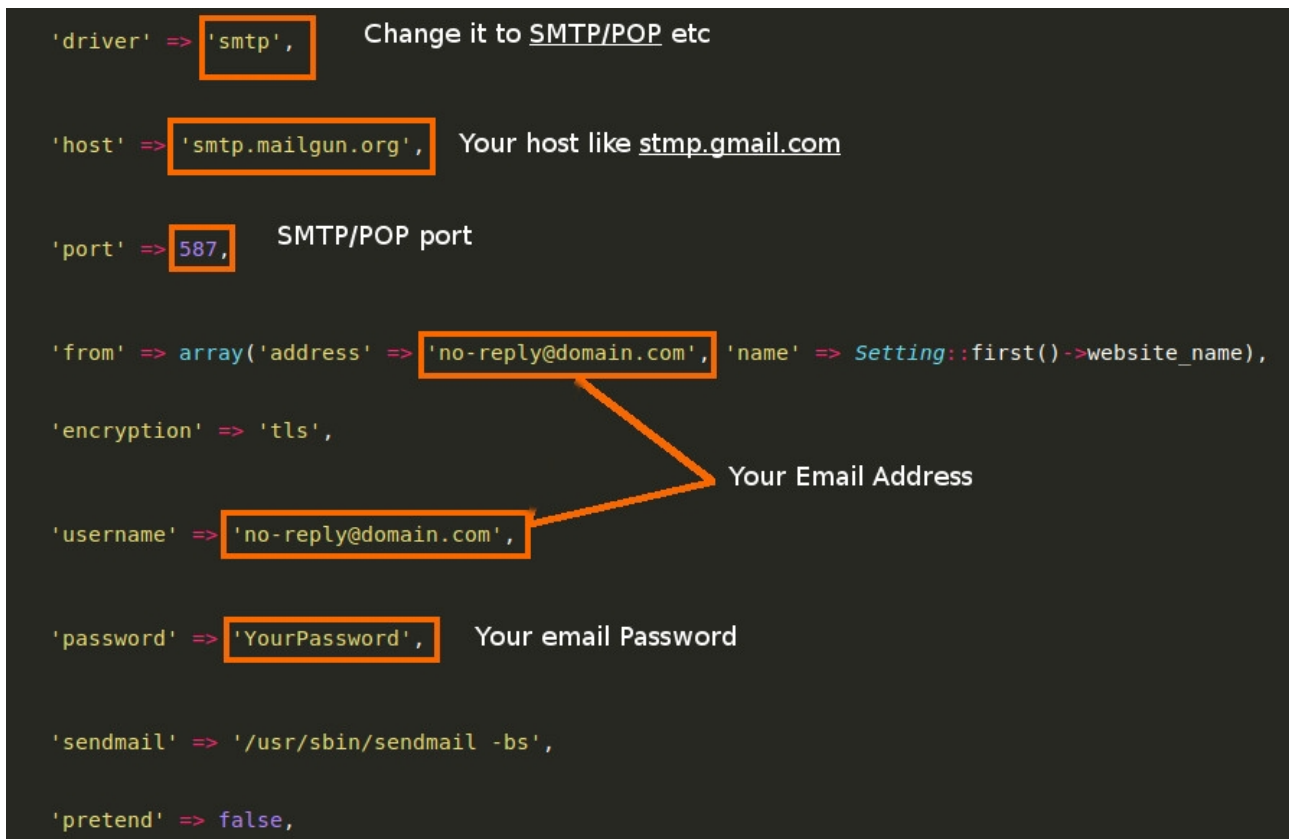 'driver' => 'smtp', Change it to SMTP/POP etc
'host' => 'smtp.mailgun.org', Your host like stmp.gmail.com
'port' => 587, SMTP/POP port
'from' => array('address' => 'no-reply@domain.com', 'name' => Setting::first()->website_name),
'encryption' => 'tls',
Your Email Address
'username' => 'no-reply@domain.com',
'password' => 'YourPassword', Your email Password
'sendmail' => '/usr/sbin/sendmail -bs',
'pretend' => false,